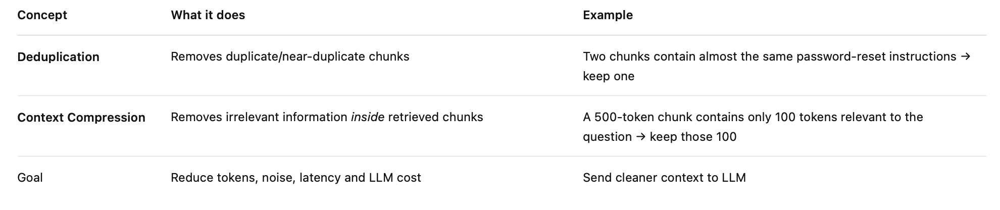 Concept What it does Example
Deduplication Removes duplicate/near-duplicate chunks Two chunks contain almost the same password-reset instructions →
keep one
Context Compression Removes irrelevant information inside retrieved chunks A 500-token chunk contains only 100 tokens relevant to the
question → keep those 100
Goal Reduce tokens, noise, latency and LLM cost Send cleaner context to LLM